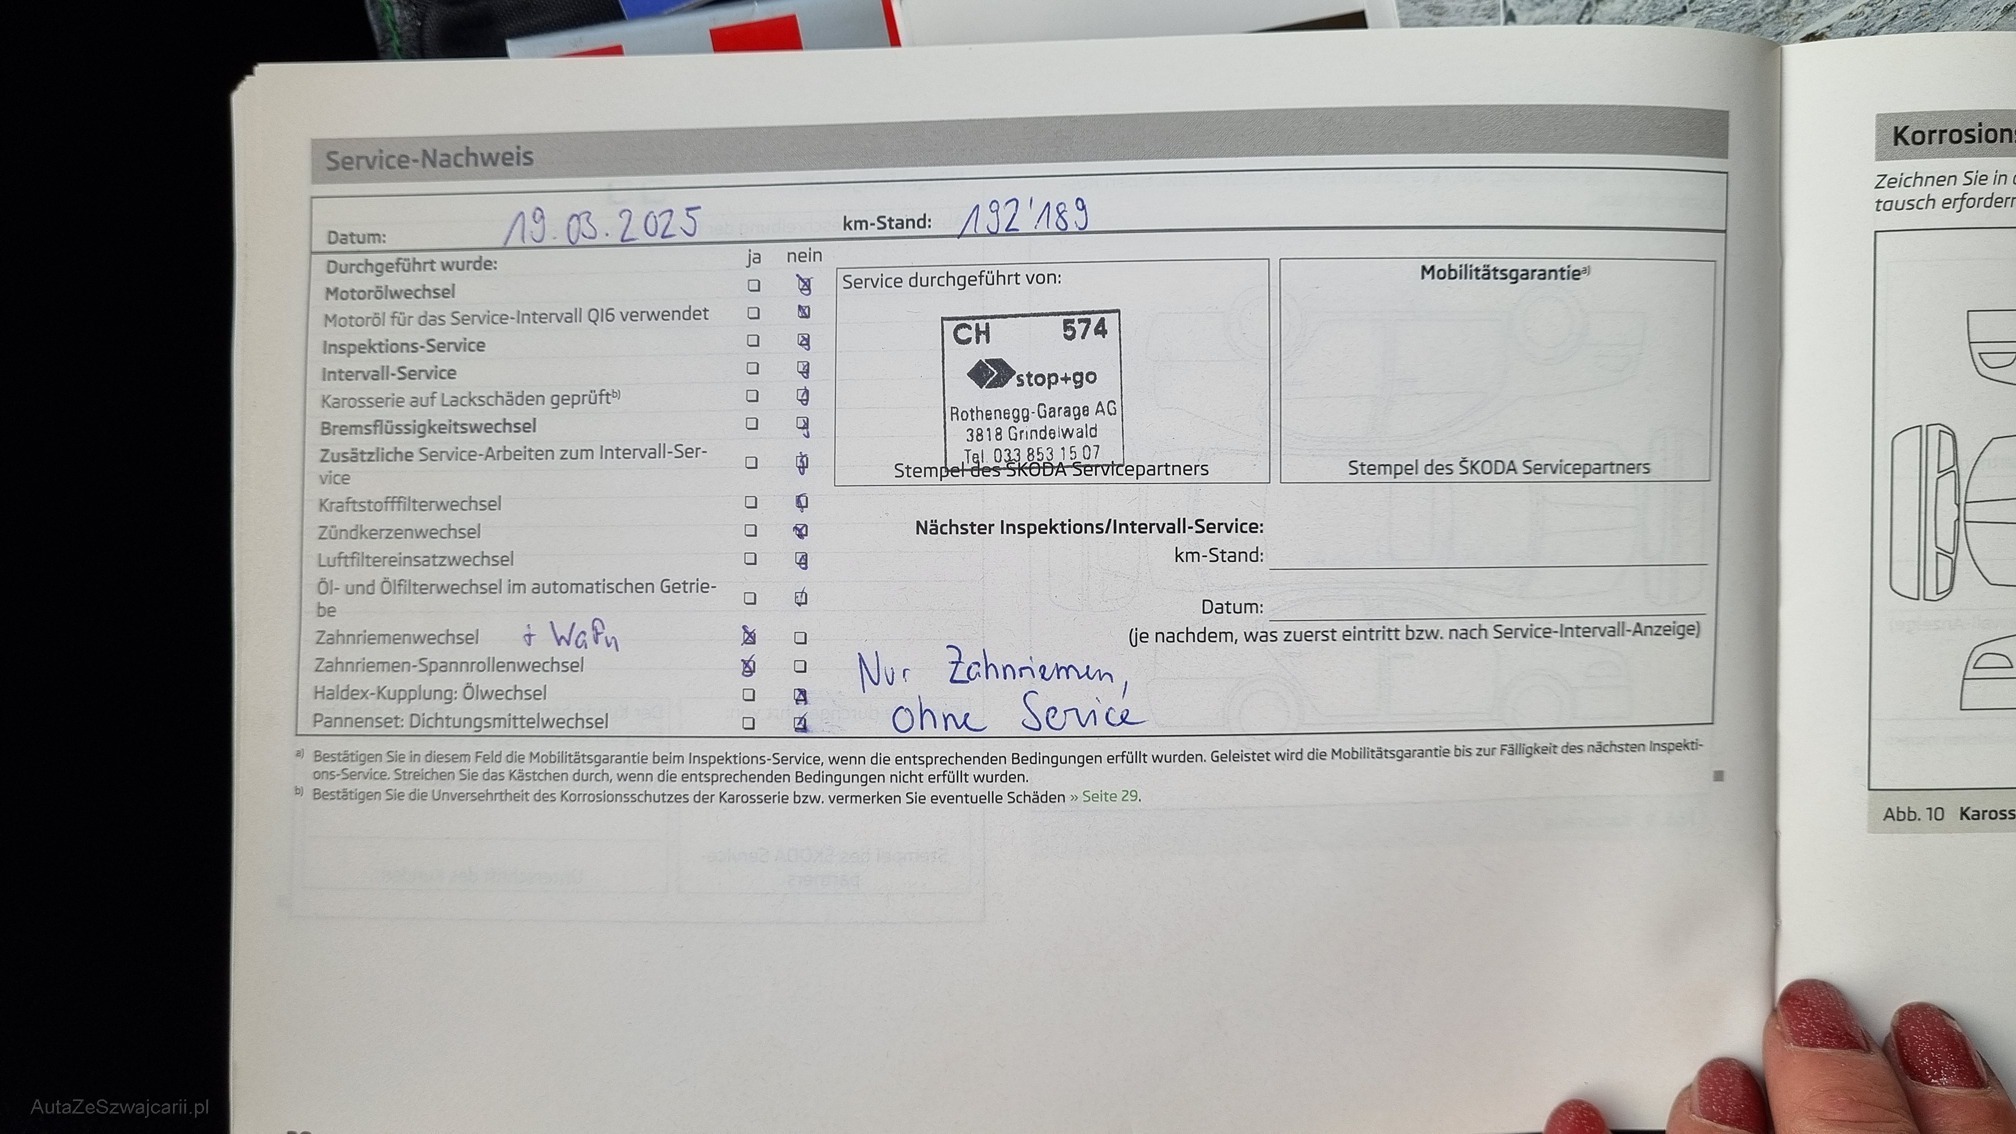 Service-Nachweis
Datum: 19.03.2025 km-Stand: 192'189
Durchgeführt wurde: ja nein
Motorölwechsel
Motoröl für das Service-Intervall QI6 verwendet
Inspektions-Service
Intervall-Service
Karosserie auf Lackschäden geprüft b)
Bremsflüssigkeitswechsel
Zusätzliche Service-Arbeiten zum Intervall-Ser-
vice
Kraftstofffilterwechsel
Zündkerzenwechsel
Luftfiltereinsatzwechsel
Öl- und Ölfilterwechsel im automatischen Getrie-
be
Zahnriemenwechsel + WaPu
Zahnriemen-Spannrollenwechsel
Haldex-Kupplung: Ölwechsel
Pannenset: Dichtungsmittelwechsel
Service durchgeführt von:
CH 574
stop+go
Rothenegg-Garage AG
3818 Grindelwald
Tel. 033 853 15 07
Stempel des ŠKODA Servicepartners
Mobilitätsgarantie a)
Stempel des ŠKODA Servicepartners
Nächster Inspektions/Intervall-Service:
km-Stand:
Datum:
(je nachdem, was zuerst eintritt bzw. nach Service-Intervall-Anzeige)
Nur Zahnriemen,
ohne Service
a) Bestätigen Sie in diesem Feld die Mobilitätsgarantie beim Inspektions-Service, wenn die entsprechenden Bedingungen erfüllt wurden. Geleistet wird die Mobilitätsgarantie bis zur Fälligkeit des nächsten Inspekti-
ons-Service. Streichen Sie das Kästchen durch, wenn die entsprechenden Bedingungen nicht erfüllt wurden.
b) Bestätigen Sie die Unversehrtheit des Korrosionsschutzes der Karosserie bzw. vermerken Sie eventuelle Schäden » Seite 29.
Korrosions
Zeichnen Sie in
tausch erforder
Abb. 10 Kaross
AutaZeSzwajcarii.pl